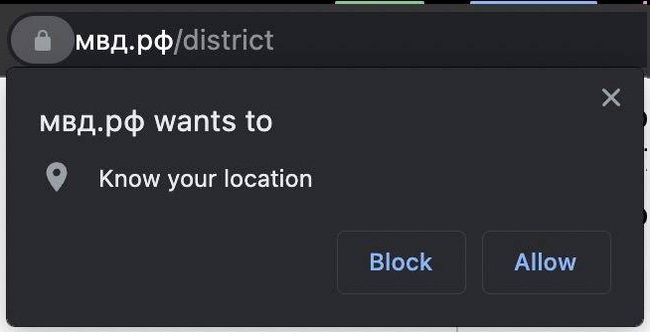 мвд.рф/district
мвд.рф wants to
Know your location
Block Allow